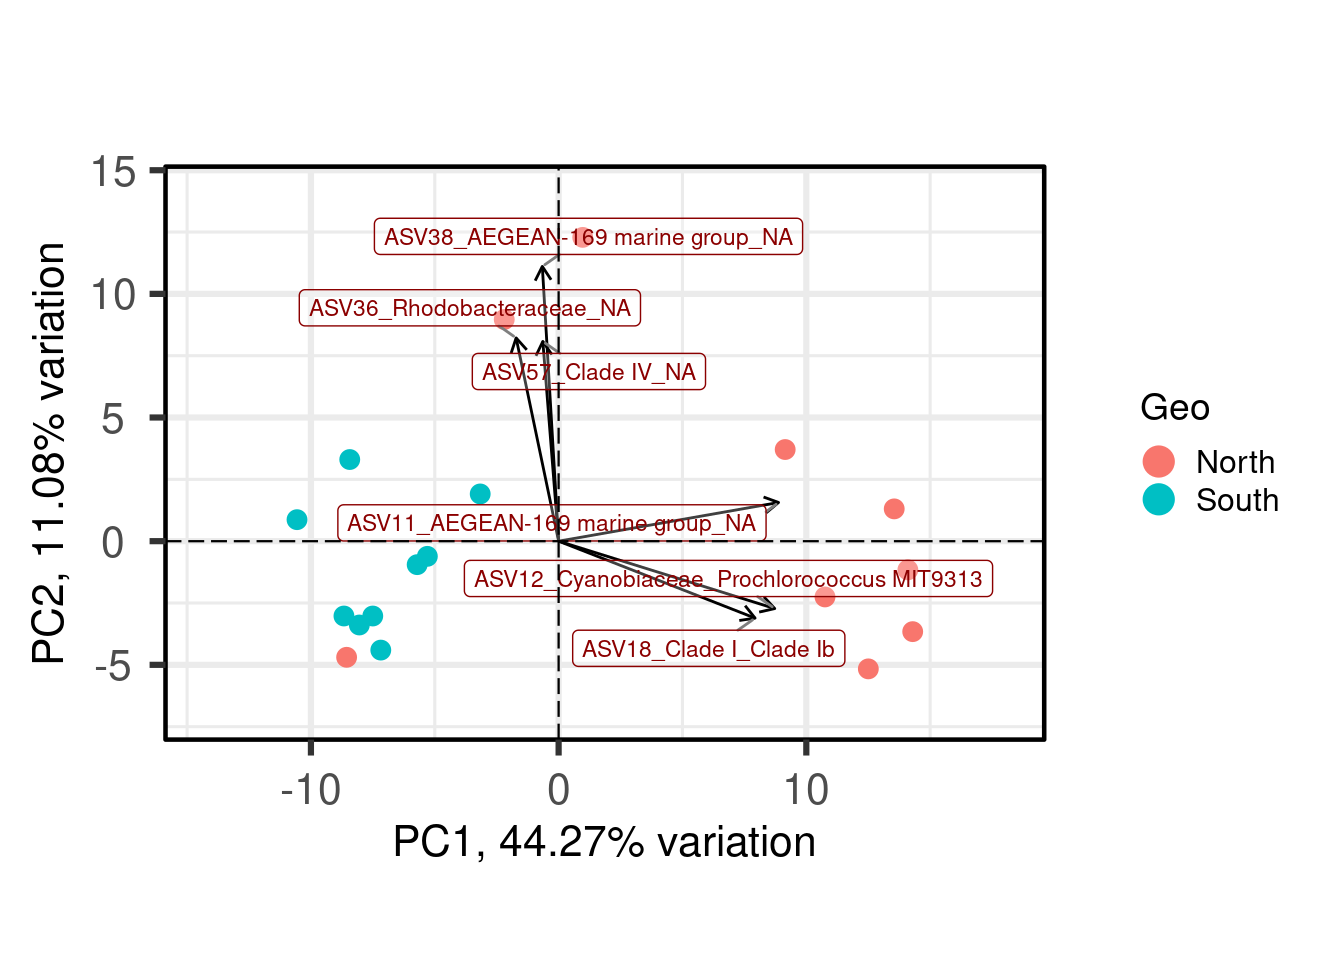 15
10
5
0
-5
PC2, 11.08% variation
ASV38_AEGEAN-169 marine group_NA
ASV36_Rhodobacteraceae_NA
ASV57_Clade IV_NA
ASV11_AEGEAN-169 marine group_NA
ASV12_Cyanobiaceae_Prochlorococcus MIT9313
ASV18_Clade I_Clade Ib
-10
0
10
PC1, 44.27% variation
Geo
North
South